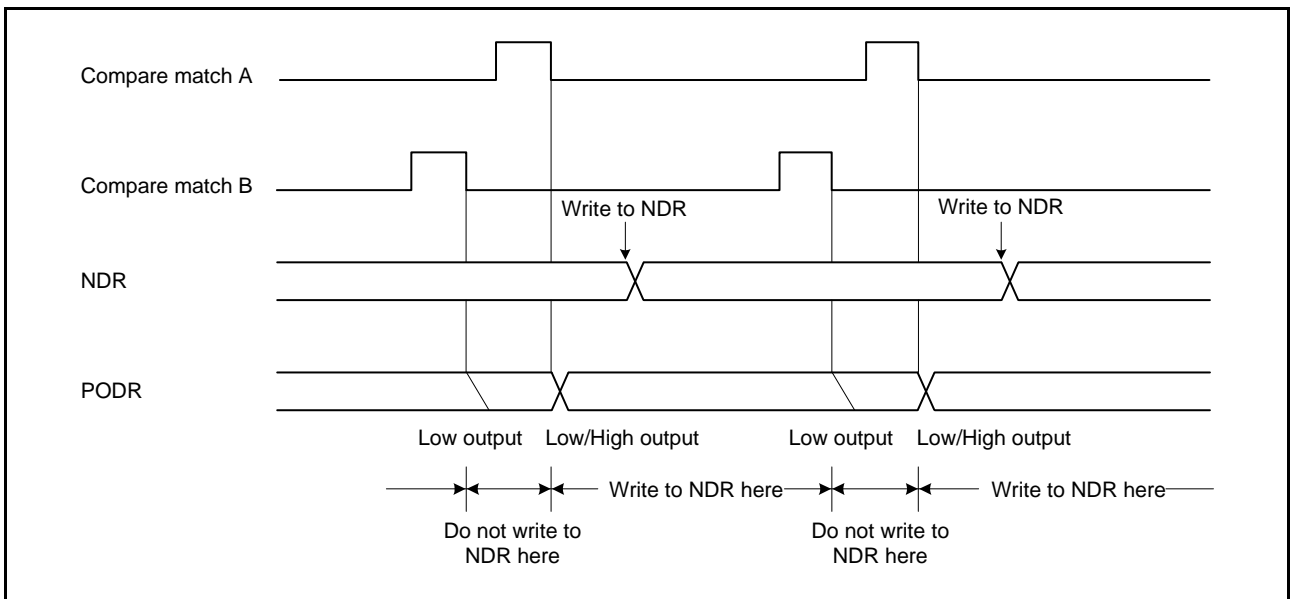 Compare match A
Compare match B
Write to NDR
Write to NDR
NDR
PODR
Low output
Low/High output
Low output
Low/High output
Write to NDR here
Write to NDR here
Do not write to
NDR here
Do not write to
NDR here